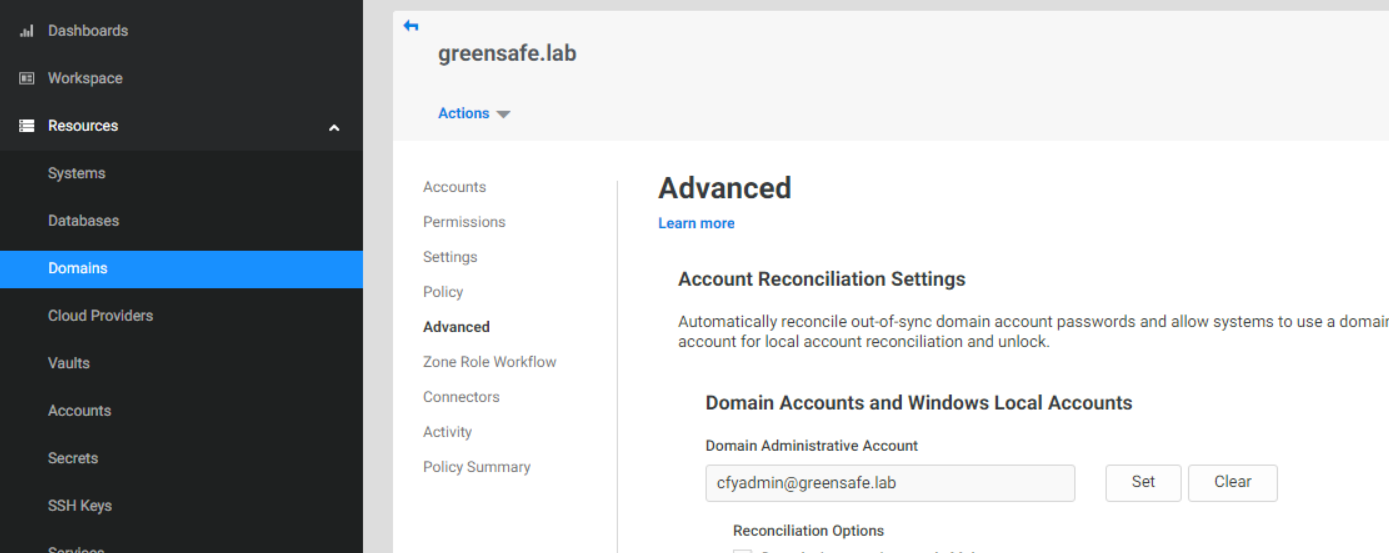 Dashboards
Workspace
Resources
Systems
Databases
Domains
Cloud Providers
Vaults
Accounts
Secrets
SSH Keys
Services
greensafe.lab
Actions
Accounts
Permissions
Settings
Policy
Advanced
Zone Role Workflow
Connectors
Activity
Policy Summary
Advanced
Learn more
Account Reconciliation Settings
Automatically reconcile out-of-sync domain account passwords and allow systems to use a domain
account for local account reconciliation and unlock.
Domain Accounts and Windows Local Accounts
Domain Administrative Account
cfyadmin@greensafe.lab Set Clear
Reconciliation Options